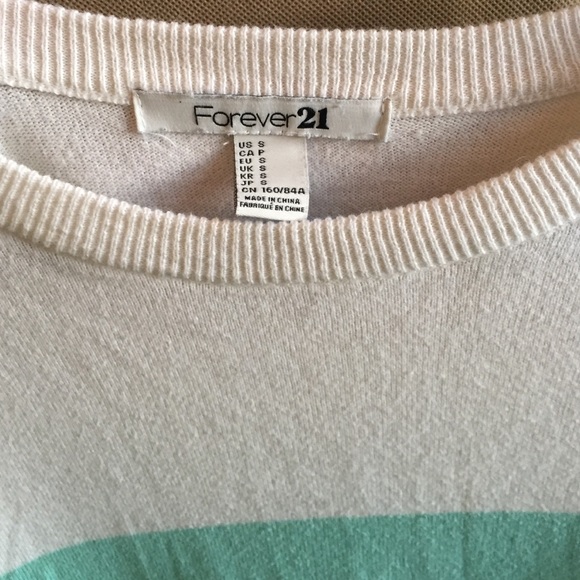 Forever21
US S
CA P
EU S
UK S
KR S
JP S
CN 160/84A
MADE IN CHINA
FABRIQUÉ EN CHINE